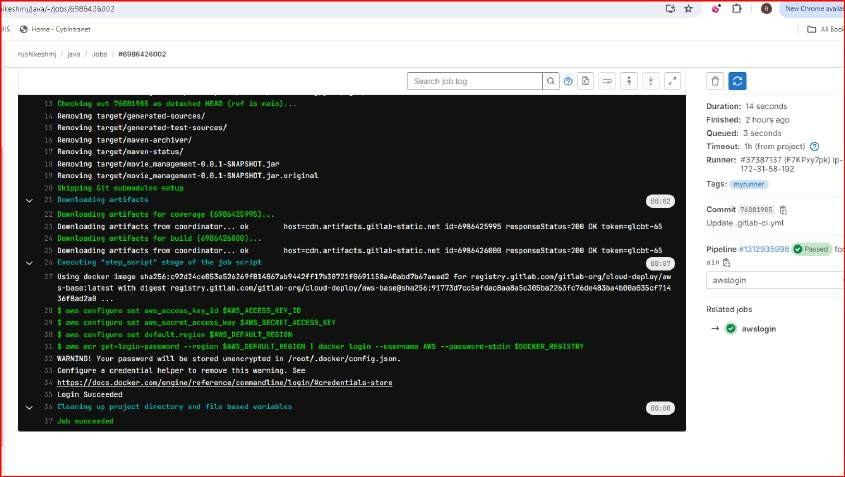 ishikeshmj/java/-/jobs/6986426002
New Chrome availa
MIS
Home - CybIntranet
All Book
rushikeshmj / java / Jobs / #6986426002
Search job log
13 Checking out 76081985 as detached HEAD (ref is main)...
14 Removing target/generated-sources/
15 Removing target/generated-test-sources/
16 Removing target/maven-archiver/
17 Removing target/maven-status/
18 Removing target/movie_management-0.0.1-SNAPSHOT.jar
19 Removing target/movie_management-0.0.1-SNAPSHOT.jar.original
20 Skipping Git submodules setup
21 Downloading artifacts 00:02
22 Downloading artifacts for coverage (6986425995)...
23 Downloading artifacts from coordinator... ok host=cdn.artifacts.gitlab-static.net id=6986425995 responseStatus=200 OK token=glcbt-65
24 Downloading artifacts for build (6986426000)...
25 Downloading artifacts from coordinator... ok host=cdn.artifacts.gitlab-static.net id=6986426000 responseStatus=200 OK token=glcbt-65
26 Executing "step_script" stage of the job script 00:07
27 Using docker image
for registry.gitlab.com/gitlab-org/cloud-deploy/aw
s-base:latest with digest registry.gitlab.com/gitlab-org/cloud-deploy/aws-base@sha256:
36f8ad2a0 ...
28 $ aws configure set aws_access_key_id $AWS_ACCESS_KEY_ID
29 $ aws configure set aws_secret_access_key $AWS_SECRET_ACCESS_KEY
30 $ aws configure set default.region $AWS_DEFAULT_REGION
31 $ aws ecr get-login-password --region $AWS_DEFAULT_REGION | docker login --username AWS --password-stdin $DOCKER_REGISTRY
32 WARNING! Your password will be stored unencrypted in /root/.docker/config.json.
33 Configure a credential helper to remove this warning. See
34 https://docs.docker.com/engine/reference/commandline/login/#credentials-store
35 Login Succeeded
36 Cleaning up project directory and file based variables 00:00
37 Job succeeded
Duration: 14 seconds
Finished: 2 hours ago
Queued: 3 seconds
Timeout: 1h (from project)
Runner: #37387137 (F7KPxy7pk) ip-
172-31-58-192
Tags: myrunner
Commit 76081985
Update .gitlab-ci.yml
Pipeline #1312935998 Passed for
ain
awslogin
Related jobs
→ awslogin